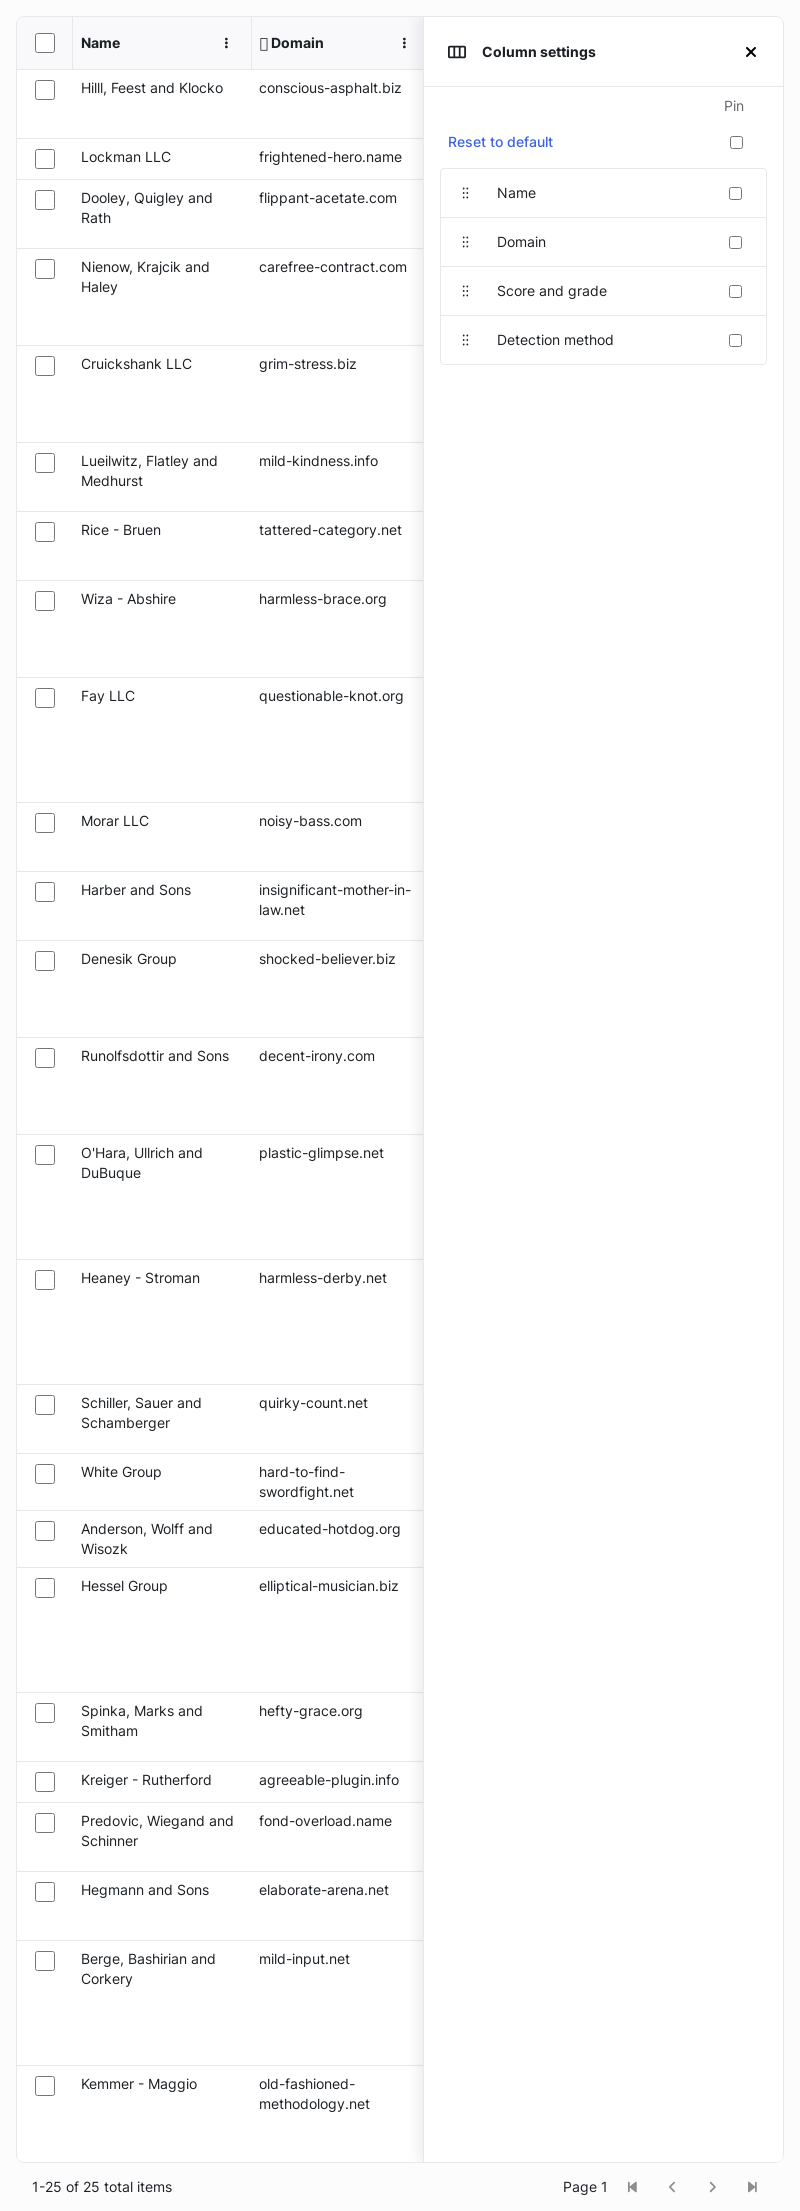 Name Domain
Column settings
Pin
Reset to default
Name
Domain
Score and grade
Detection method
Hilll, Feest and Klocko conscious-asphalt.biz
Lockman LLC frightened-hero.name
Dooley, Quigley and flippant-acetate.com
Rath
Nienow, Krajcik and carefree-contract.com
Haley
Cruickshank LLC grim-stress.biz
Lueilwitz, Flatley and mild-kindness.info
Medhurst
Rice - Bruen tattered-category.net
Wiza - Abshire harmless-brace.org
Fay LLC questionable-knot.org
Morar LLC noisy-bass.com
Harber and Sons insignificant-mother-in-
law.net
Denesik Group shocked-believer.biz
Runolfsdottir and Sons decent-irony.com
O'Hara, Ullrich and plastic-glimpse.net
DuBuque
Heaney - Stroman harmless-derby.net
Schiller, Sauer and quirky-count.net
Schamberger
White Group hard-to-find-
swordfight.net
Anderson, Wolff and educated-hotdog.org
Wisozk
Hessel Group elliptical-musician.biz
Spinka, Marks and hefty-grace.org
Smitham
Kreiger - Rutherford agreeable-plugin.info
Predovic, Wiegand and fond-overload.name
Schinner
Hegmann and Sons elaborate-arena.net
Berge, Bashirian and mild-input.net
Corkery
Kemmer - Maggio old-fashioned-
methodology.net
1-25 of 25 total items Page 1